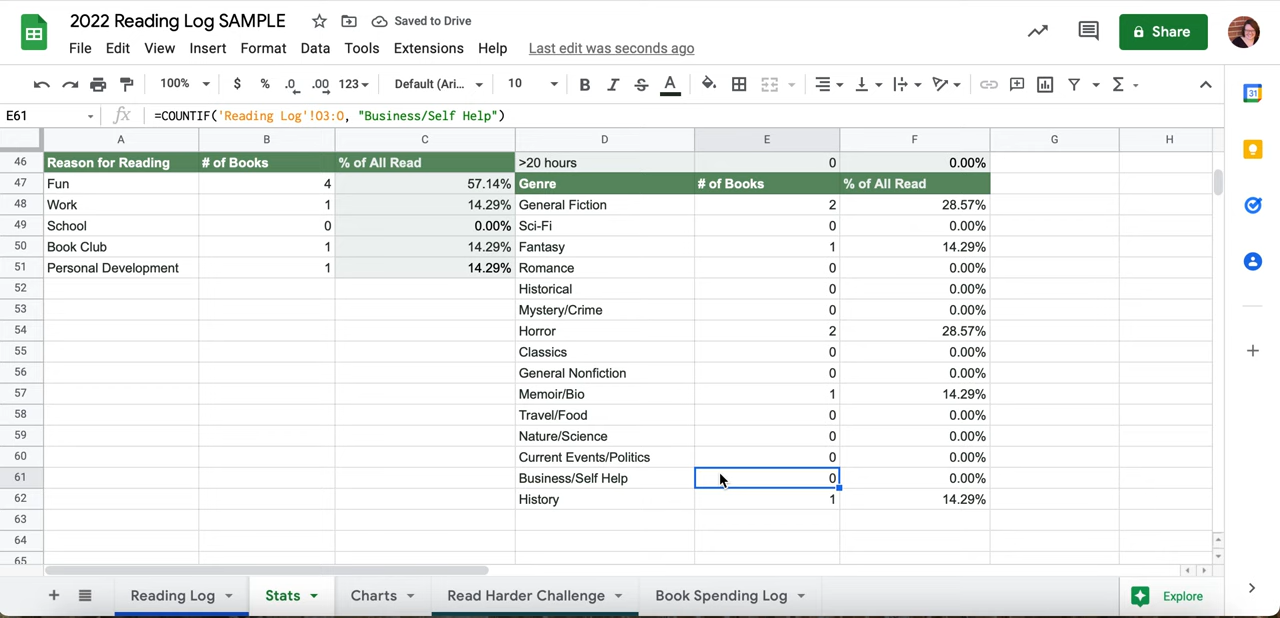 2022 Reading Log SAMPLE Saved to Drive
File Edit View Insert Format Data Tools Extensions Help Last edit was seconds ago
Share
100% $ % .0 .00 123 Default (Ari... 10 B I S A Σ
31
E61 fx =COUNTIF('Reading Log'!O3:O, "Business/Self Help")
A B C D E F G H
46 Reason for Reading # of Books % of All Read >20 hours 0 0.00%
47 Fun 4 57.14% Genre # of Books % of All Read
48 Work 1 14.29% General Fiction 2 28.57%
49 School 0 0.00% Sci-Fi 0 0.00%
50 Book Club 1 14.29% Fantasy 1 14.29%
51 Personal Development 1 14.29% Romance 0 0.00%
52 Historical 0 0.00%
53 Mystery/Crime 0 0.00%
54 Horror 2 28.57%
55 Classics 0 0.00%
56 General Nonfiction 0 0.00%
57 Memoir/Bio 1 14.29%
58 Travel/Food 0 0.00%
59 Nature/Science 0 0.00%
60 Current Events/Politics 0 0.00%
61 Business/Self Help 0 0.00%
62 History 1 14.29%
63
64
65
Reading Log Stats Charts Read Harder Challenge Book Spending Log Explore